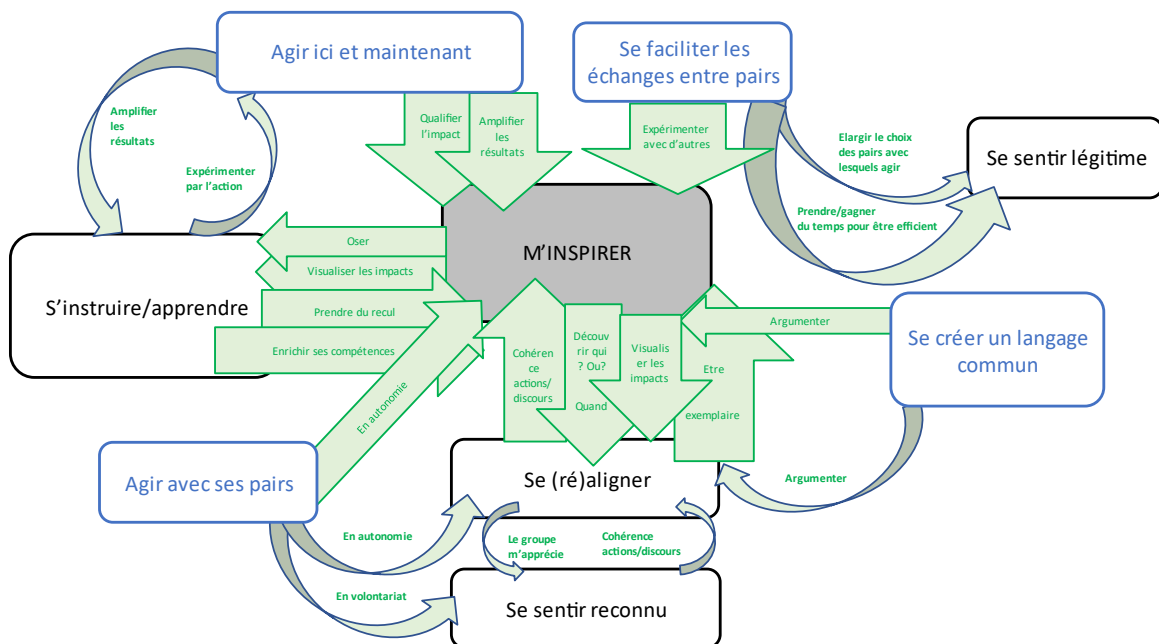 Agir ici et maintenant
Se faciliter les
échanges entre pairs
Amplifier
les
résultats
Expérimenter
par l'action
Qualifier
l'impact
Amplifier
les
résultats
Expérimenter
avec d'autres
Elargir le choix
des pairs avec
lesquels agir
Se sentir légitime
Prendre/gagner
du temps pour être efficient
M'INSPIRER
Oser
Visualiser les impacts
S'instruire/apprendre
Prendre du recul
Enrichir ses compétences
En autonomie
Cohéren
ce
actions/
discours
Découv
rir qui
? Ou?
Quand
Visualis
er les
impacts
Etre
exemplaire
Argumenter
Se créer un langage
commun
Agir avec ses pairs
Se (ré)aligner
Argumenter
En autonomie
Le groupe
m'apprécie
Cohérence
actions/discours
En volontariat
Se sentir reconnu